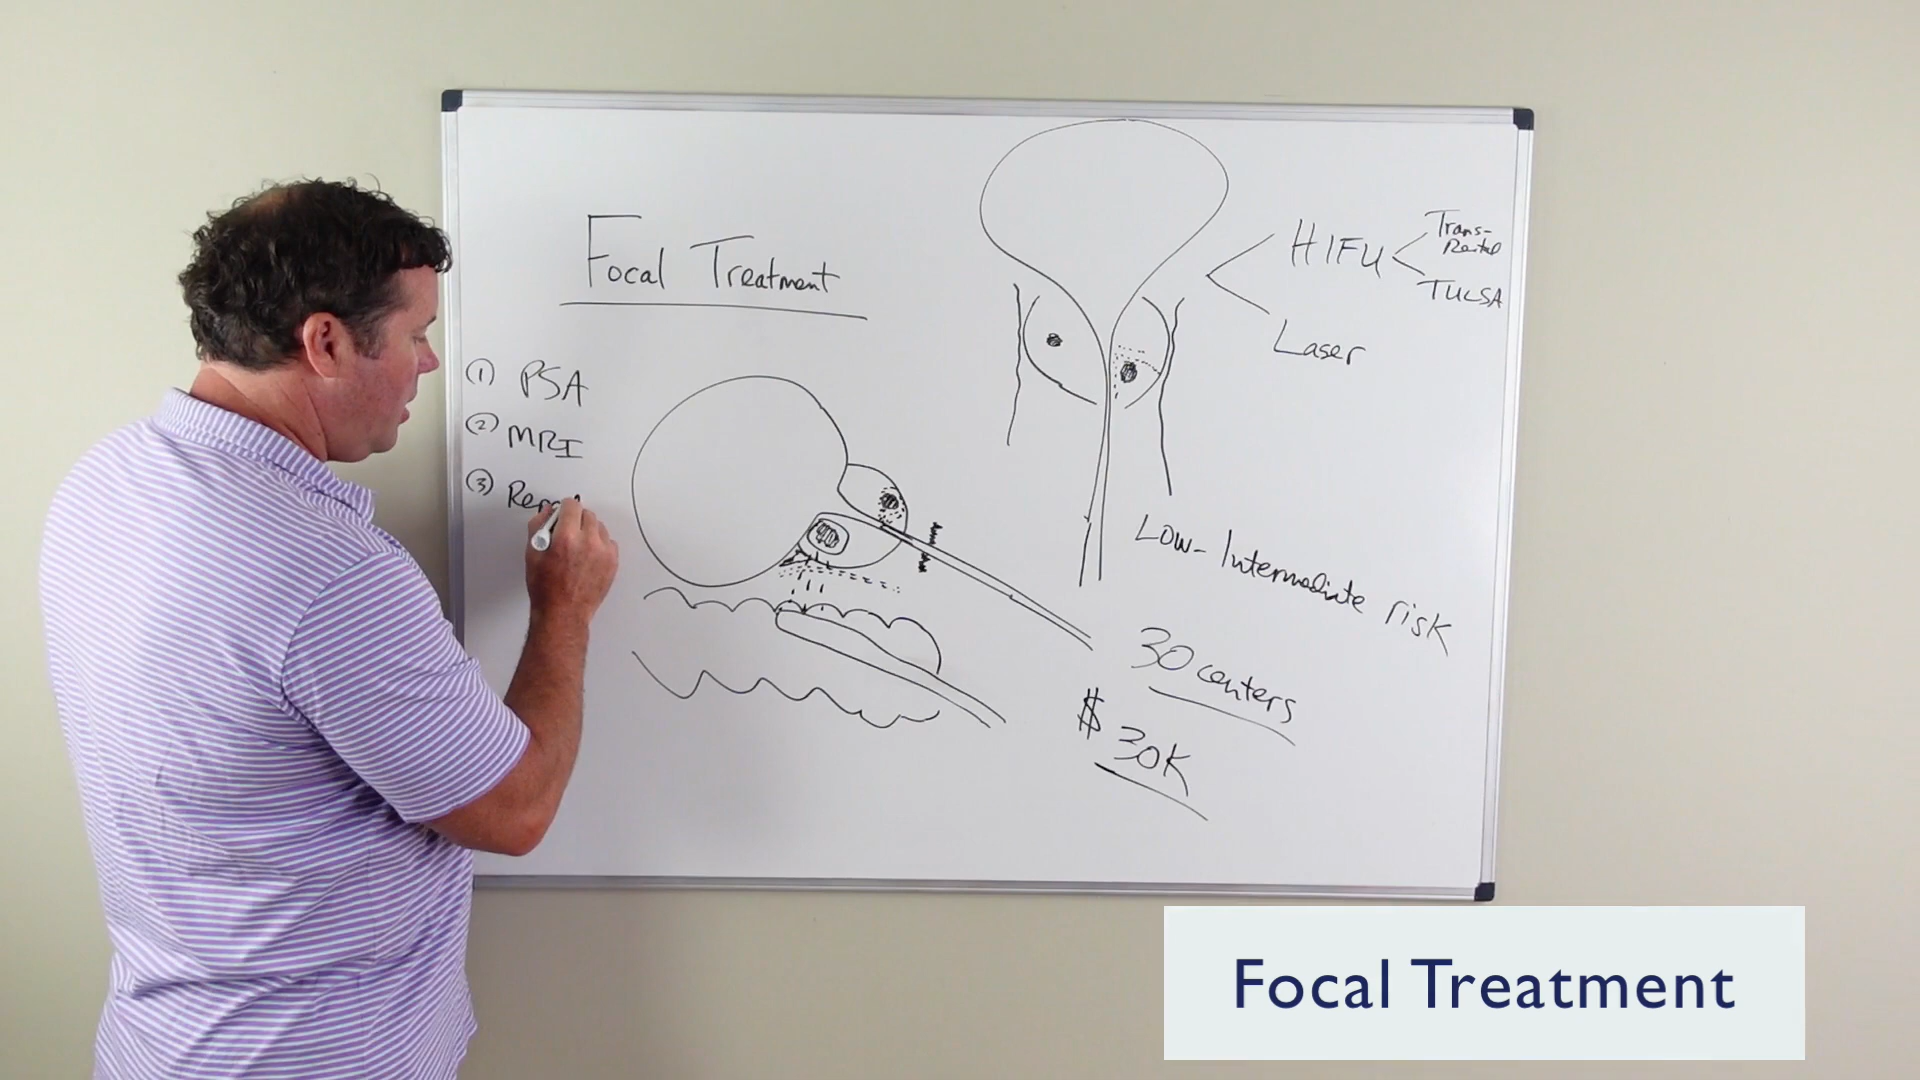 Focal Treatment
HIFU
Trans-
Rectal
TULSA
Laser
① PSA
② MRI
③
Low-Intermediate risk
30 centers
$ 30K
Focal Treatment